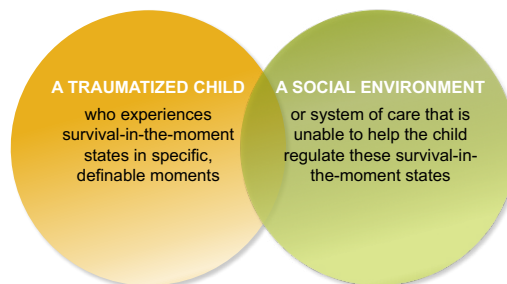 A TRAUMATIZED CHILD
who experiences
survival-in-the-moment
states in specific,
definable moments
A SOCIAL ENVIRONMENT
or system of care that is
unable to help the child
regulate these survival-in-
the-moment states